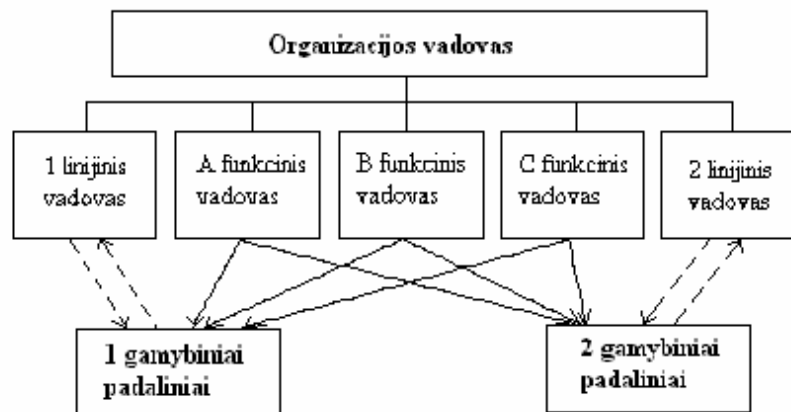 Organizacijos vadovas
1 linijinis
vadovas
A funkcinis
vadovas
B funkcinis
vadovas
C funkcinis
vadovas
2 linijinis
vadovas
1 gamybiniai
padaliniai
2 gamybiniai
padaliniai